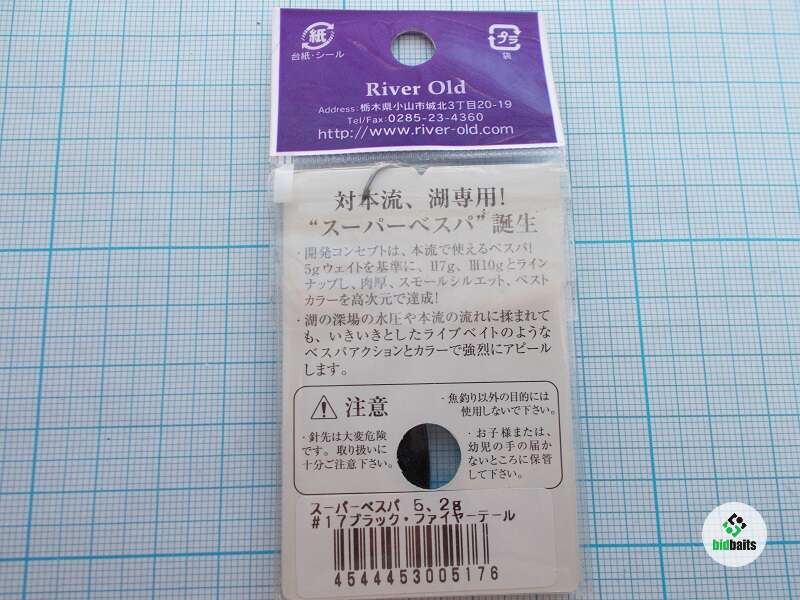 紙
台紙・シール
プラ
袋
River Old
Address:栃木県小山市城北3丁目20-19
Tel/Fax:0285-23-4360
http://www.river-old.com
対本流、湖専用!
“スーパーベスパ”誕生
・開発コンセプトは、本流で使えるベスパ!
5gウェイトを基準に、Ⅱ7g、Ⅲ10gとライン
ナップし、肉厚、スモールシルエット、ベスト
カラーを高次元で達成!
・湖の深場の水圧や本流の流れに揉まれて
も、いきいきとしたライブベイトのような
ベスパアクションとカラーで強烈にアピール
します。
注意
・針先は大変危険
です。取り扱いに
十分ご注意下さい。
・魚釣り以外の目的には
使用しないで下さい。
・お子様または、
幼児の手の届か
ないところに保管
して下さい。
スーパーベスパ 5、2g
#17ブラック・ファイヤーテール
4544453005176
bidbaits